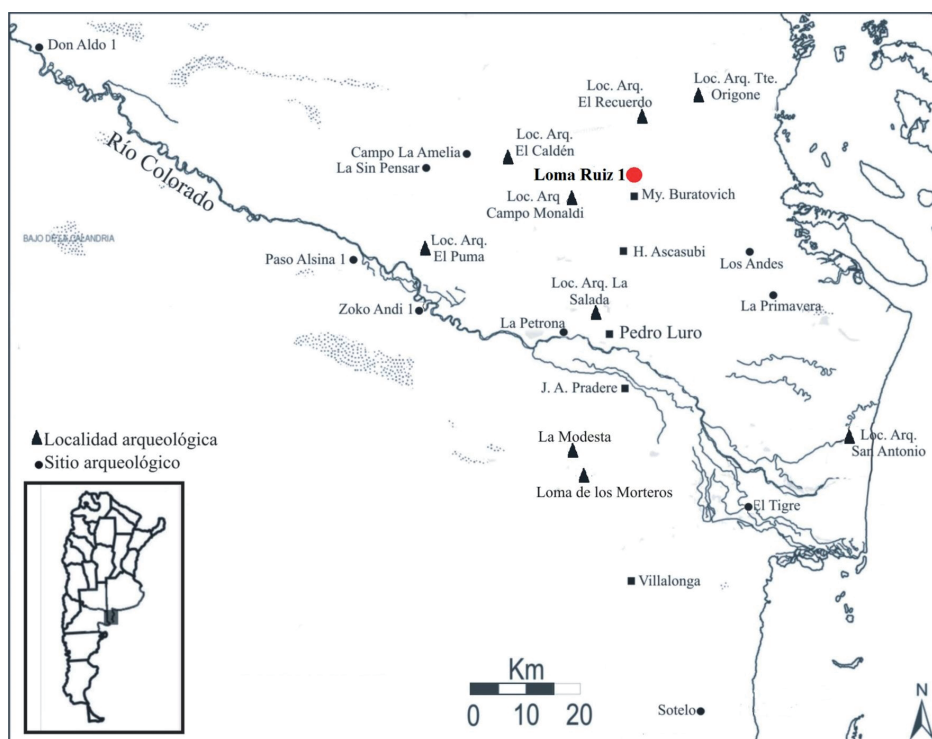 Don Aldo 1
Loc. Arq. Tte.
Origone
Loc. Arq.
El Recuerdo
Río Colorado
Loc. Arq.
El Caldén
Campo La Amelia
La Sin Pensar
Loma Ruiz 1
My. Buratovich
Loc. Arq
Campo Monaldi
BAJO DE LA CALANDRIA
Loc. Arq.
El Puma
Paso Alsina 1
H. Ascasubi
Los Andes
Loc. Arq. La
Salada
La Primavera
Zoko Andi 1
La Petrona
Pedro Luro
J. A. Pradere
Localidad arqueológica
Sitio arqueológico
La Modesta
Loc. Arq.
San Antonio
Loma de los Morteros
El Tigre
Villalonga
Km
0 10 20
Sotelo
N